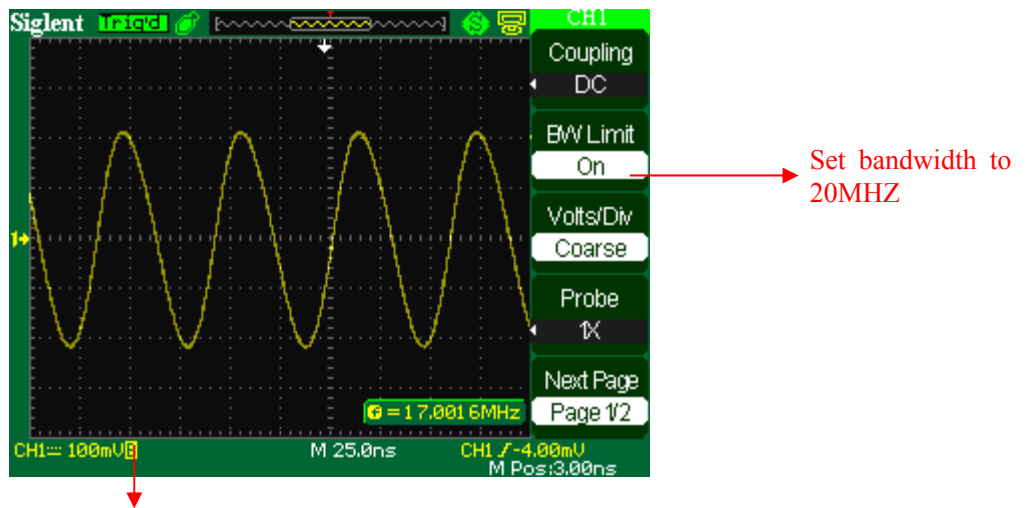 Siglent Trig'd CH1
Coupling
DC
BW Limit
On
Set bandwidth to
20MHZ
Volts/Div
Coarse
1
Probe
1X
Next Page
Page 1/2
f = 17.0016MHz
CH1 100mVB M 25.0ns CH1 -4.00mV
M Pos:3.00ns